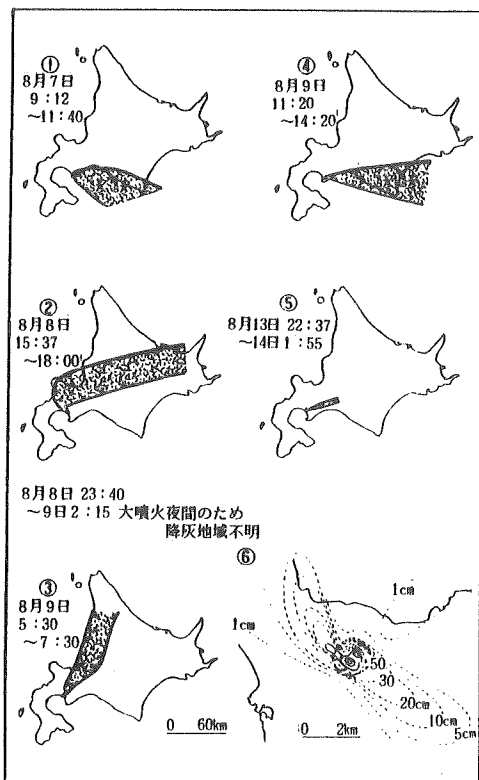 ①
8月7日
9:12
～11:40
④
8月9日
11:20
～14:20
②
8月8日
15:37
～18:00
⑤
8月13日 22:37
～14日1:55
8月8日 23:40
～9日2:15 大噴火夜間のため
降灰地域不明
③
8月9日
5:30
～7:30
0 60km
⑥
1cm
1cm
50
30
20cm
10cm
5cm
0 2km